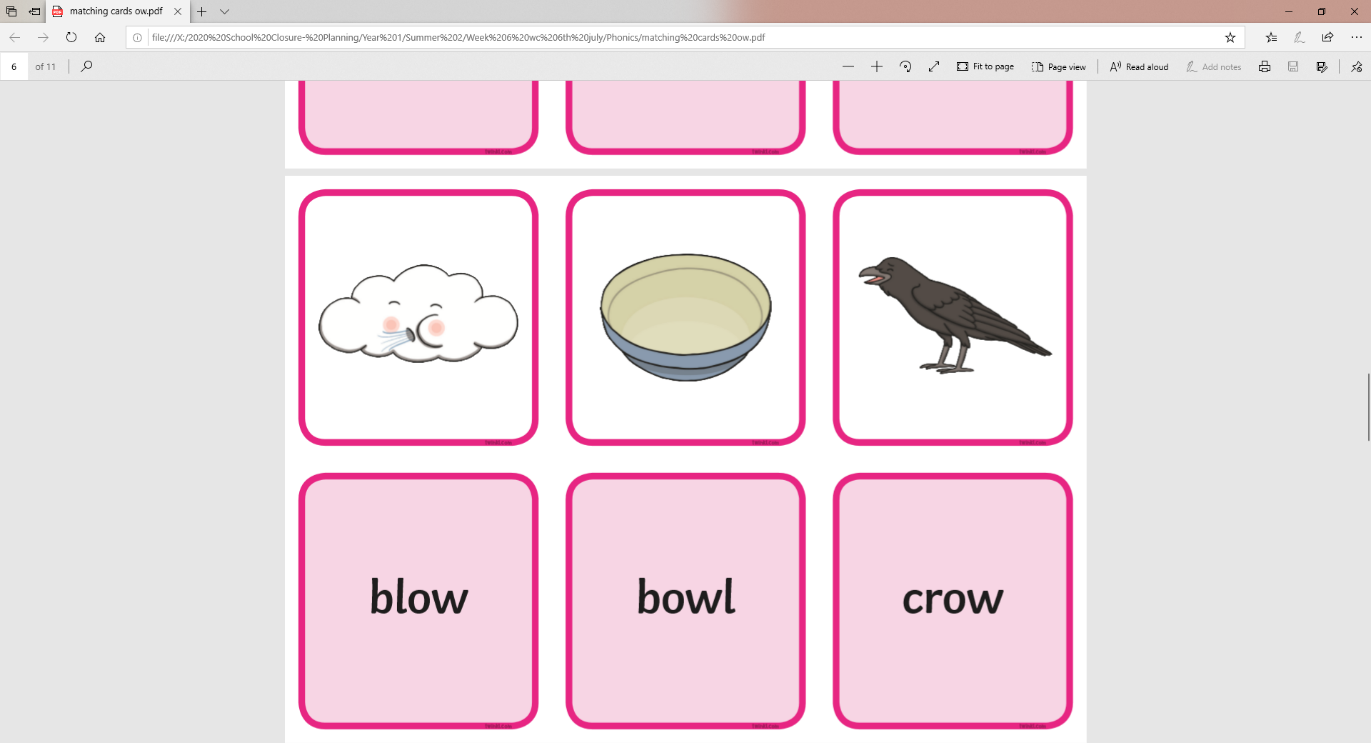 matching cards ow.pdf
file:///X:/2020%20School%20Closure-%20Planning/Year%201/Summer%202/Week%206%20wc%206th%20july/Phonics/matching%20cards%20ow.pdf
6 of 11 Fit to page Page view Read aloud Add notes
blow bowl crow